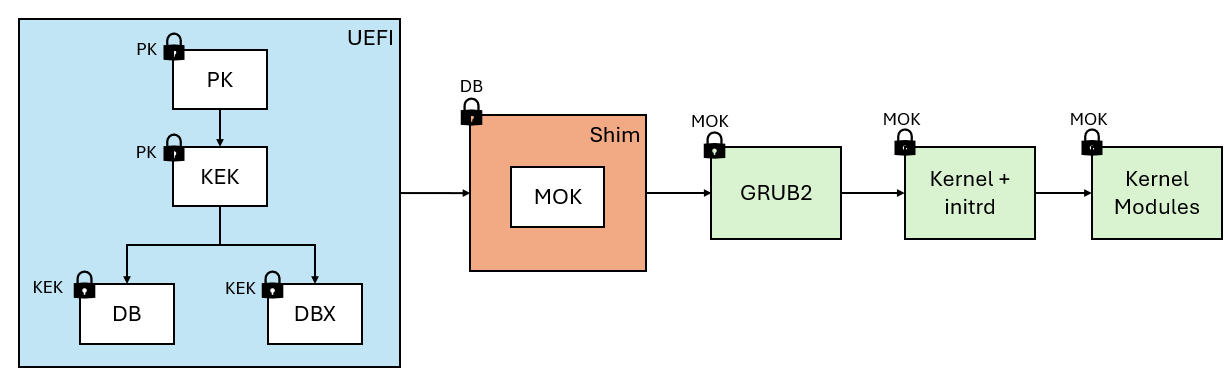 UEFI
PK
PK
PK
KEK
KEK
DB
KEK
DBX
DB
Shim
MOK
MOK
GRUB2
MOK
Kernel +
initrd
MOK
Kernel
Modules